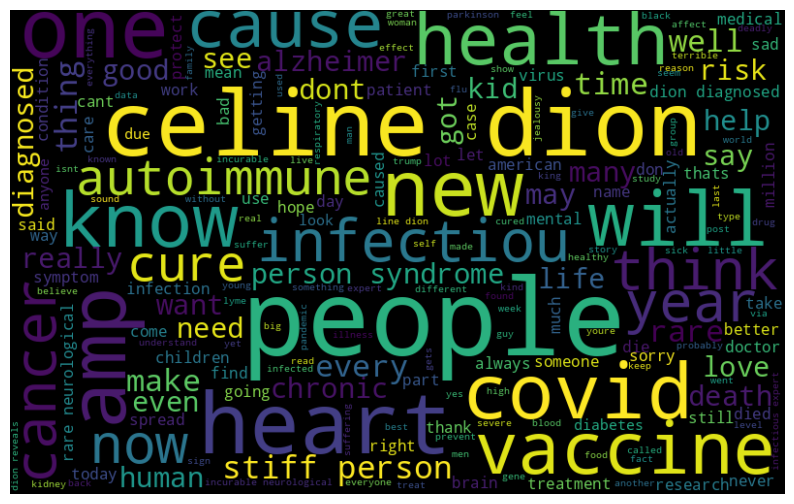 one
cause
health
great
woman
parkinson
feel
black
affect
deadly
terrible
reason
seem
medical
sad
everything
family
used
protect
see
alzheimer
well
risk
effect
mean
first
show
flu
virus
dion diagnosed
thing
good
dont
kid
time
getting
patient
condition
cant
work
data
care
bad
due
celine dion
got
case
jealousy
give
group
world
help
diagnosed
anyone
isnt
known
incurable
live
respiratory
man
trump
lot
let
american
many
don
old
study
say
thats
actually
million
autoimmune
new
may
name
last
type
drug
said
way
sound
without
real
suffer
use
hope
caused
look
day
king
line dion
cured
mental
self
made
story
post
healthy
sick
little
know
infectiou
will
really
symptom
believe
infection
young
lyme
cure
person syndrome
something
expert
different
kind
found
week
life
much
think
via
take
year
cancer
amp
want
come
need
understand
yet
children
big
pandemic
people
guy
youre
rare
better
doctor
die
probably
rare neurological
make
find
read
illness
infected
every
gets
always
someone
sorry
keep
love
went
even
spread
going
chronic
part
yes
high
covid
death
dion reveals
now
heart
suffering
best
right
thank
prevent
men
severe
blood
diabetes
still
died
level
infectious expert
today
human
sign
stiff person
brain
gene
food
called
fact
vaccine
treatment
another
research
never
kidney
back
incurable neurological
everyone
treat